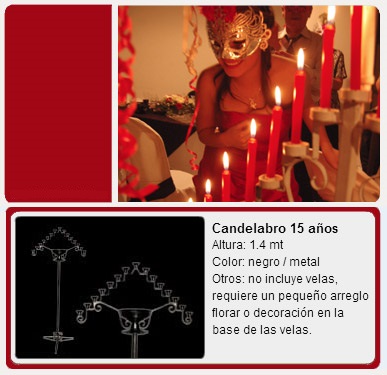 Candelabro 15 años
Altura: 1.4 mt
Color: negro / metal
Otros: no incluye velas,
requiere un pequeño arreglo
florar o decoración en la
base de las velas.